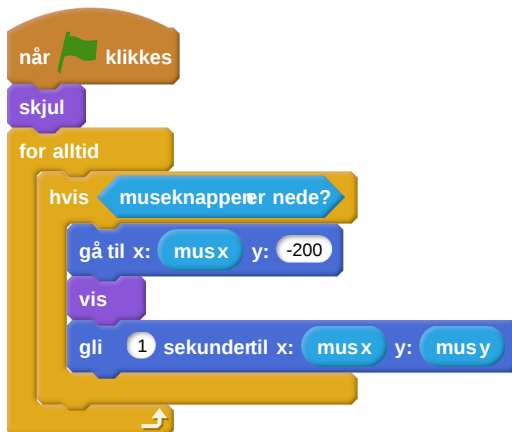 når klikkes
skjul
for alltid
hvis museknappen er nede?
gå til x: mus x y: -200
vis
gli 1 sekunder til x: mus x y: mus y